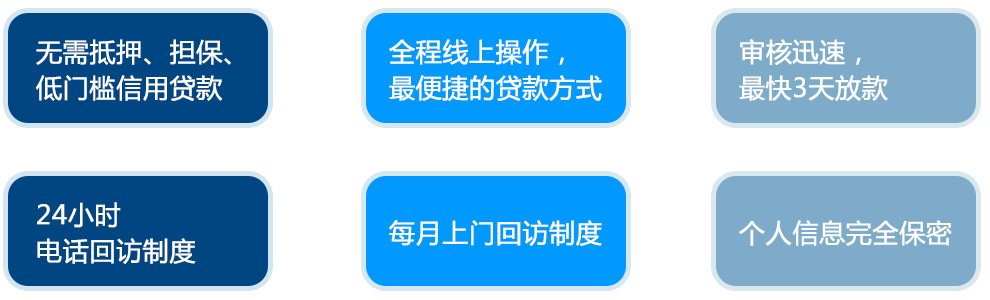 无需抵押、担保、
低门槛信用贷款
全程线上操作，
最便捷的贷款方式
审核迅速，
最快3天放款
24小时
电话回访制度
每月上门回访制度
个人信息完全保密